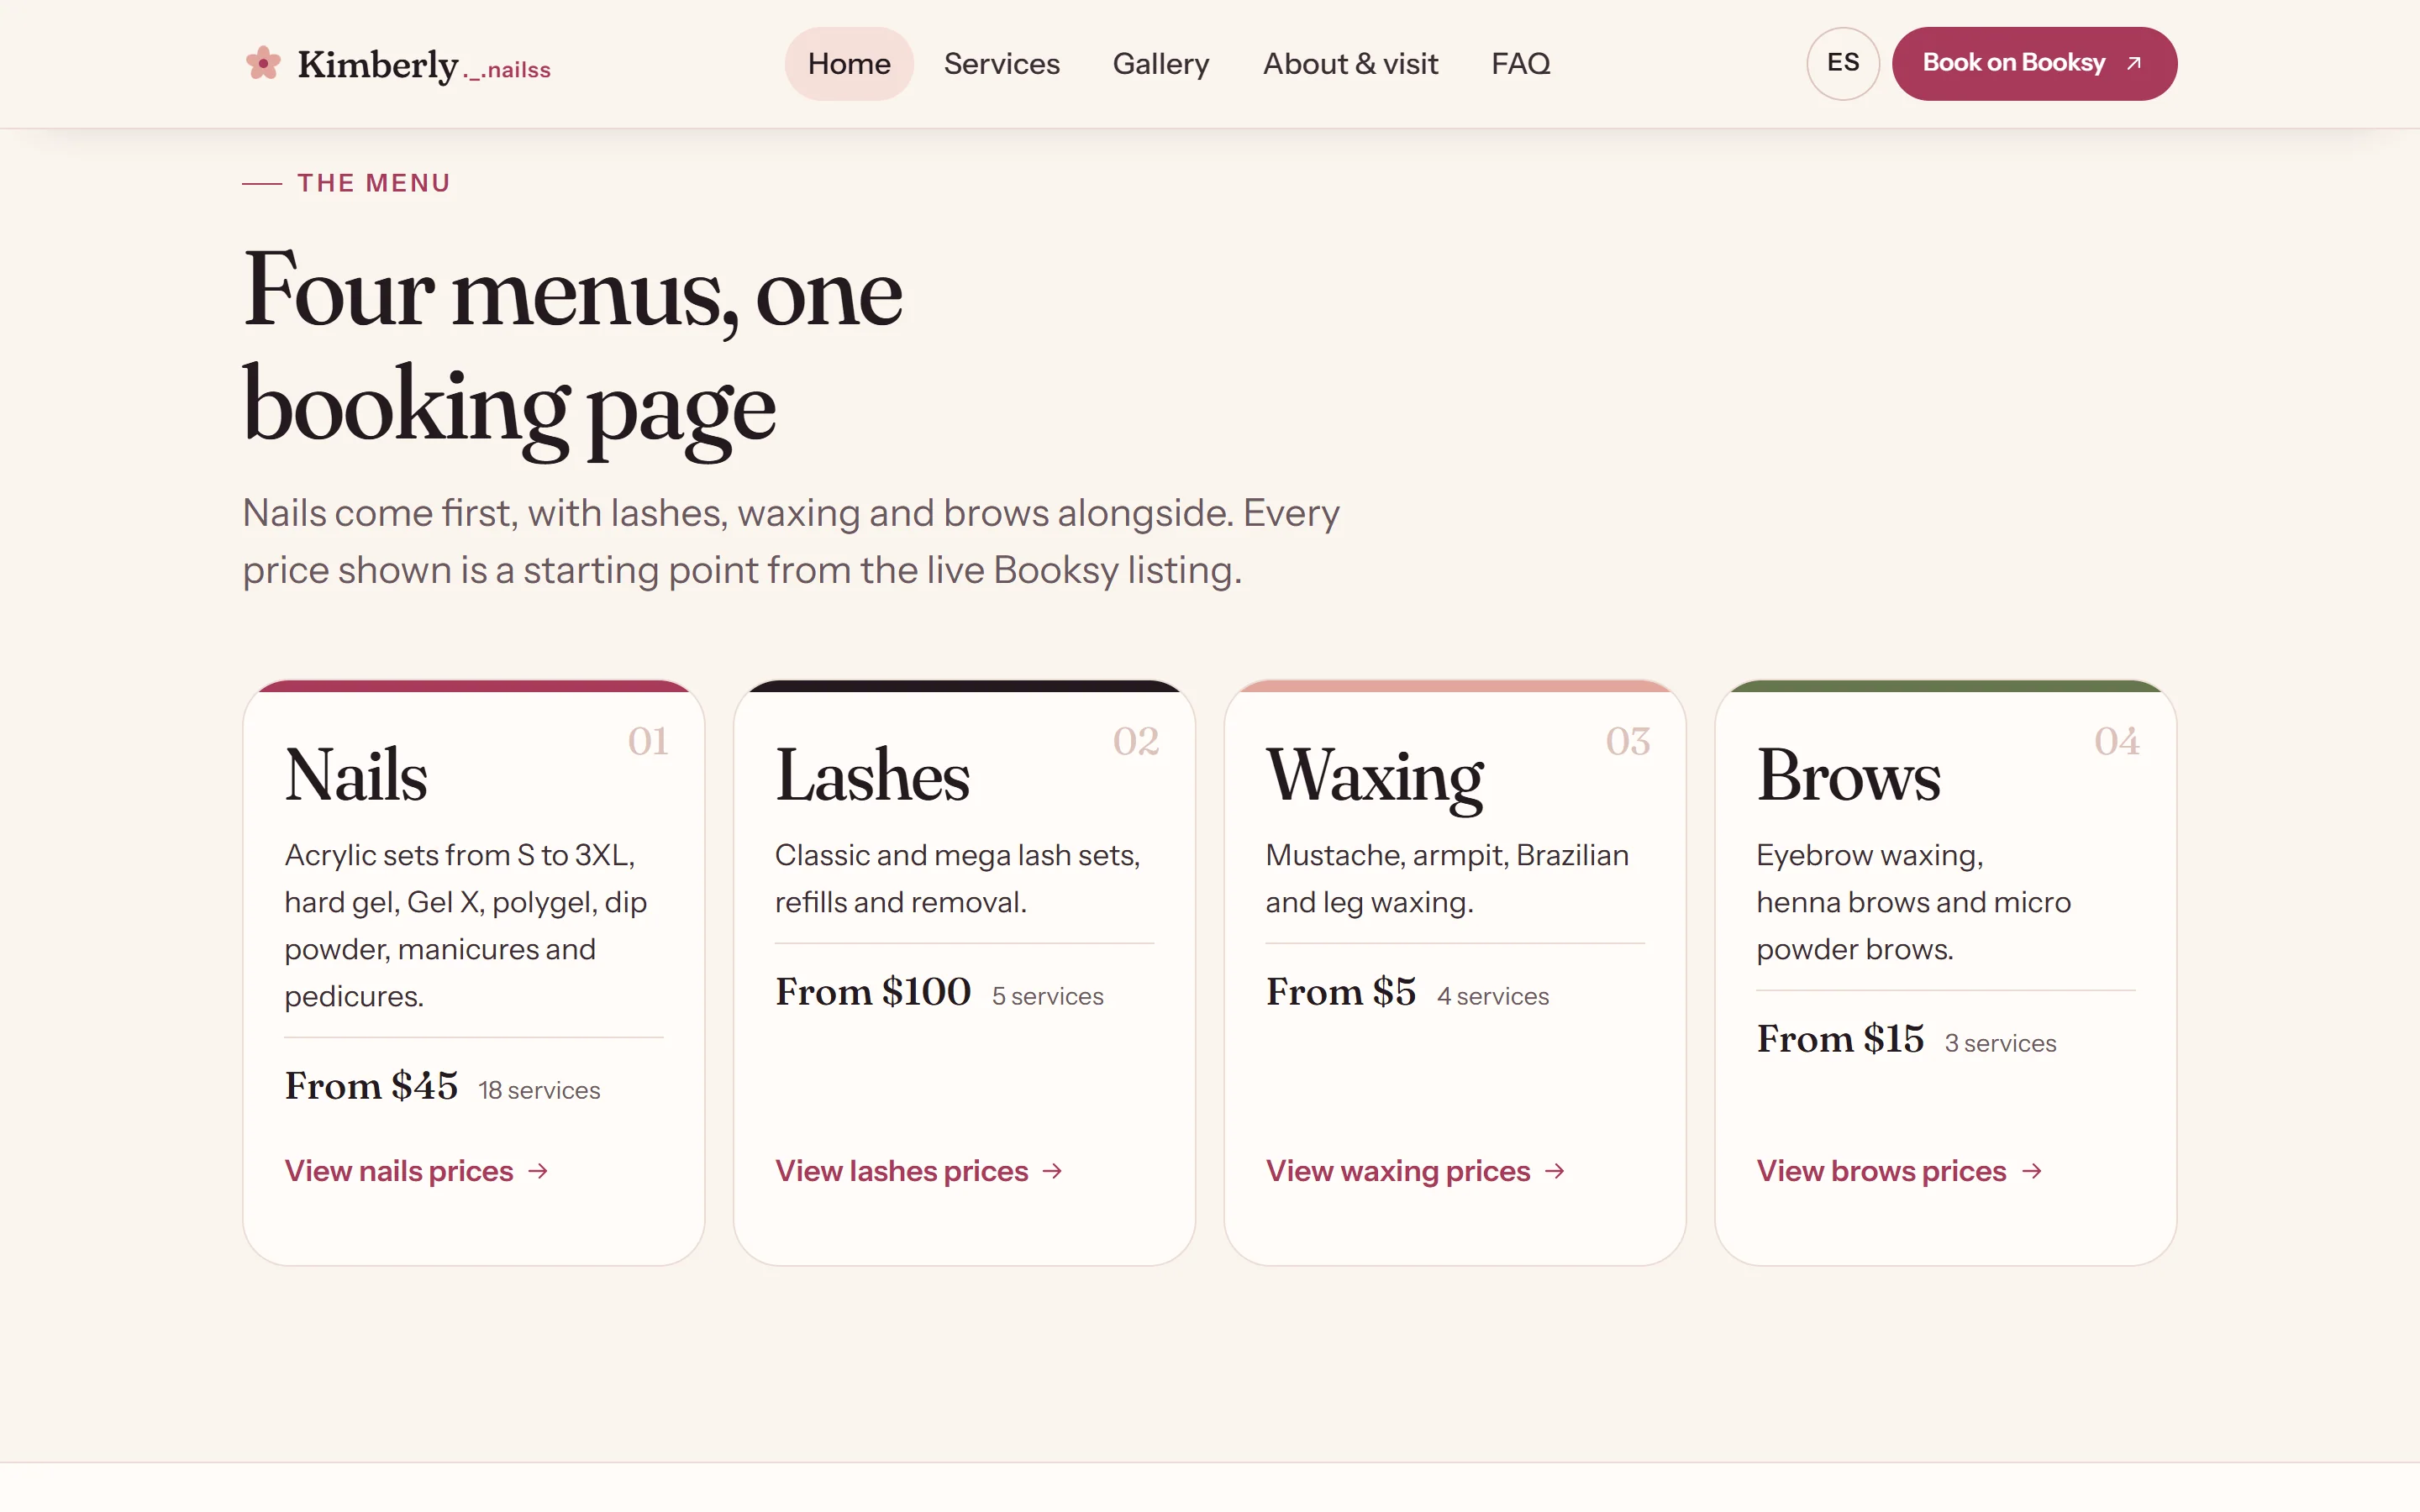 Kimberly._.nailss
Home Services Gallery About & visit FAQ
ES Book on Booksy
THE MENU
Four menus, one
booking page
Nails come first, with lashes, waxing and brows alongside. Every
price shown is a starting point from the live Booksy listing.
01
Nails
Acrylic sets from S to 3XL,
hard gel, Gel X, polygel, dip
powder, manicures and
pedicures.
From $45 18 services
View nails prices →
02
Lashes
Classic and mega lash sets,
refills and removal.
From $100 5 services
View lashes prices →
03
Waxing
Mustache, armpit, Brazilian
and leg waxing.
From $5 4 services
View waxing prices →
04
Brows
Eyebrow waxing,
henna brows and micro
powder brows.
From $15 3 services
View brows prices →